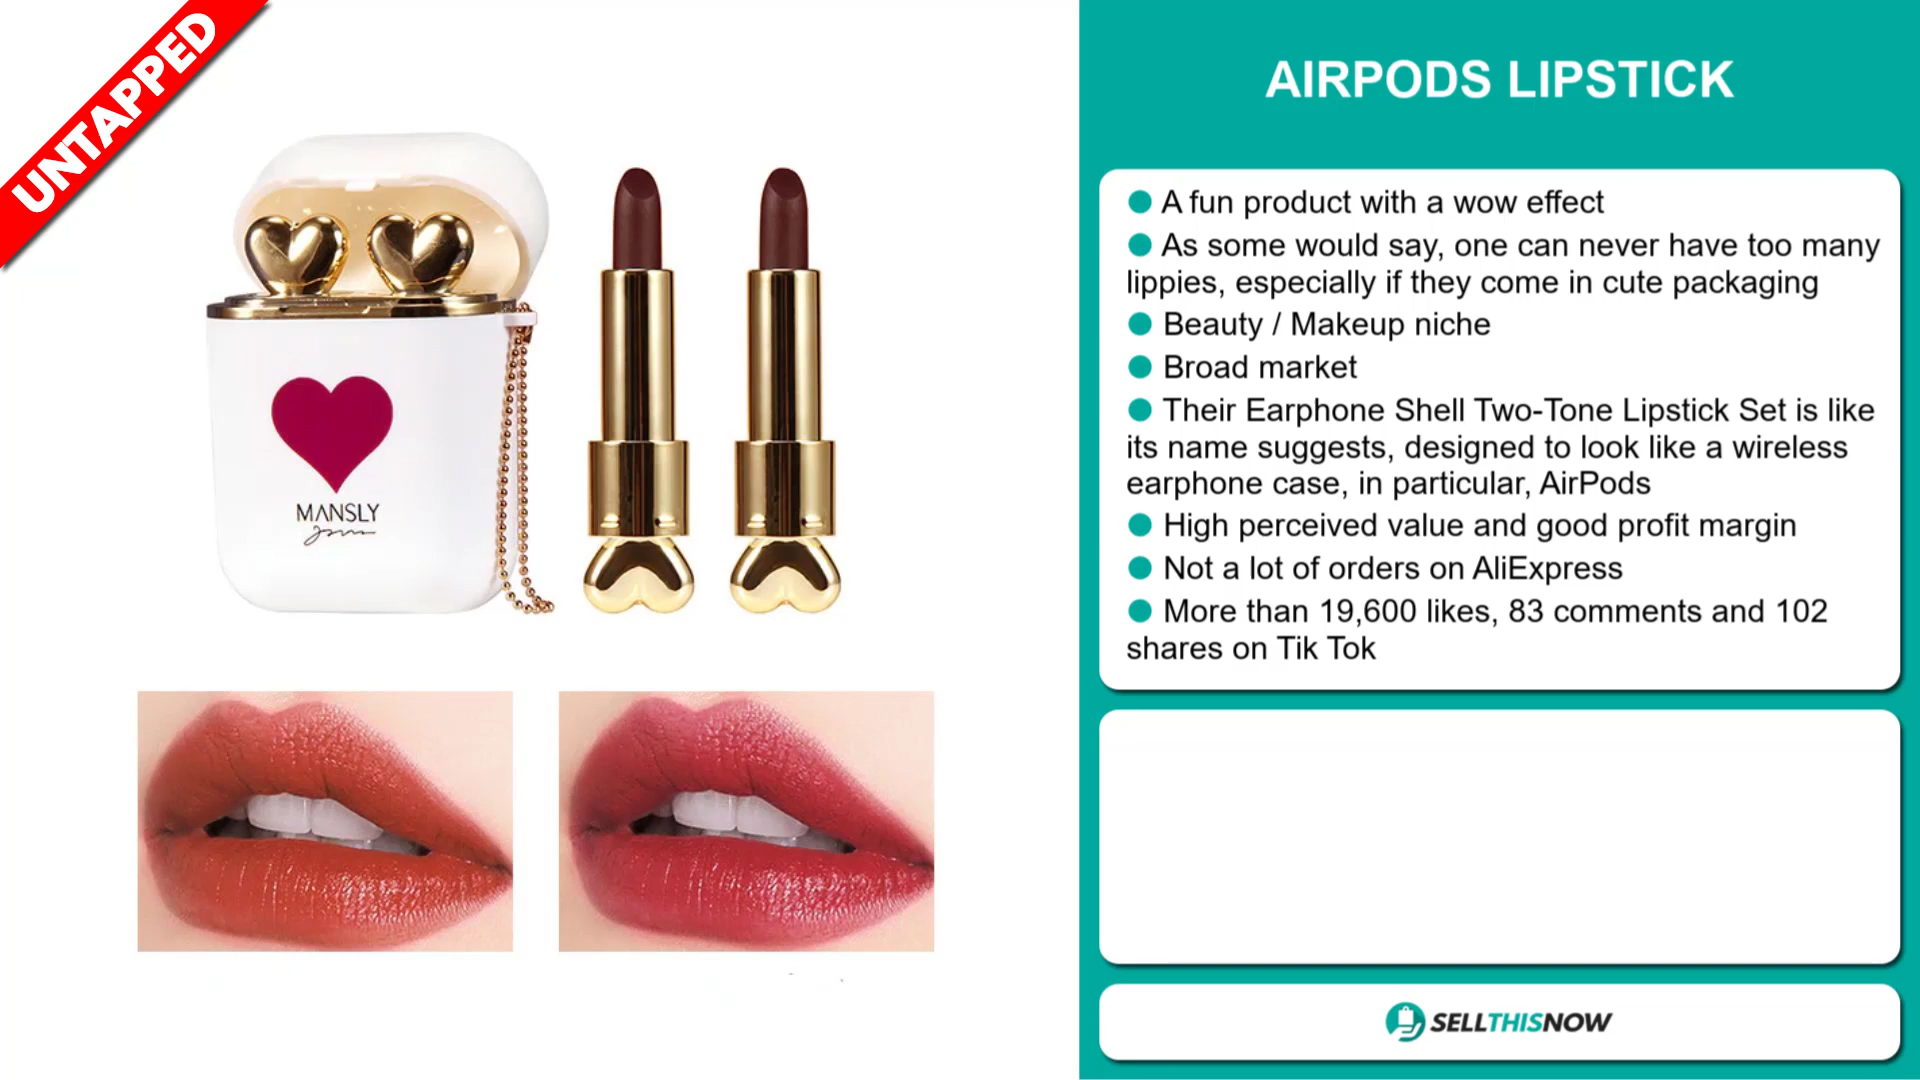 UNTAPPED
MANSLY
AIRPODS LIPSTICK
● A fun product with a wow effect
● As some would say, one can never have too many
lippies, especially if they come in cute packaging
● Beauty / Makeup niche
● Broad market
● Their Earphone Shell Two-Tone Lipstick Set is like
its name suggests, designed to look like a wireless
earphone case, in particular, AirPods
● High perceived value and good profit margin
● Not a lot of orders on AliExpress
● More than 19,600 likes, 83 comments and 102
shares on Tik Tok
SELLTHISNOW